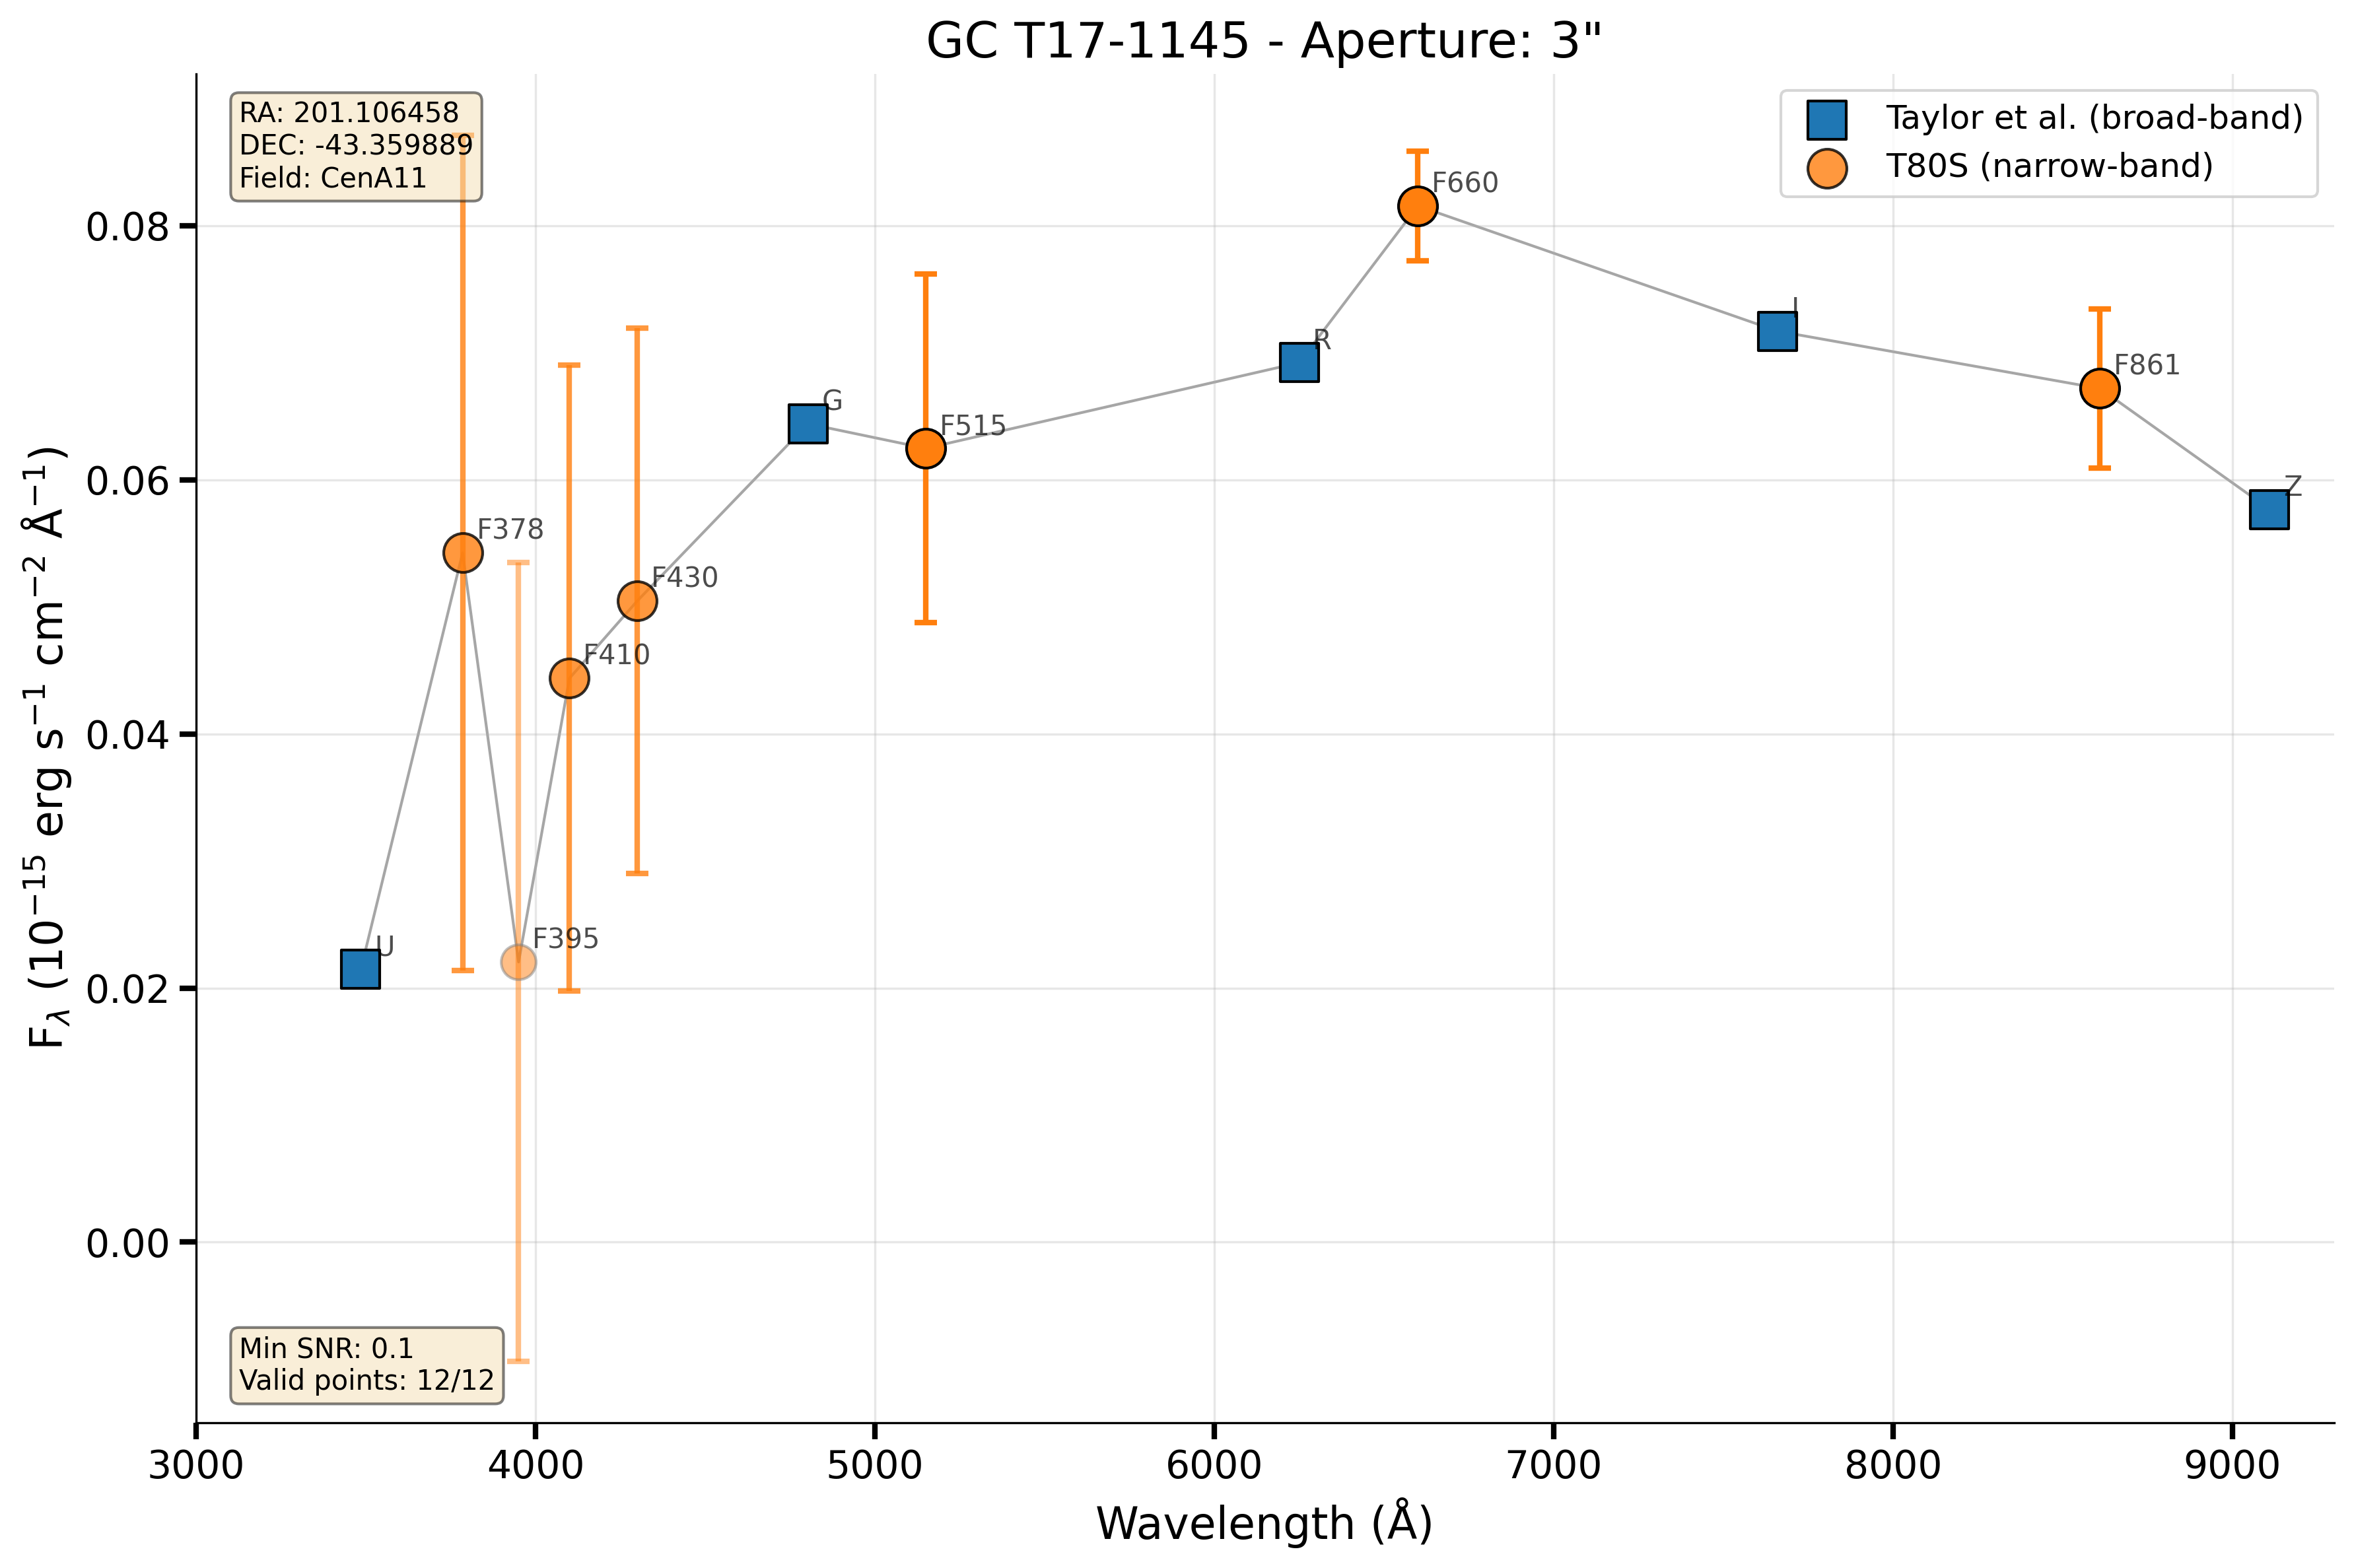 GC T17-1145 - Aperture: 3"
RA: 201.106458
DEC: -43.359889
Field: CenA11
Taylor et al. (broad-band)
T80S (narrow-band)
F660
0.08
I
R
F861
G
F515
Z
0.06
F378
F430
F410
0.04
F395
U
0.02
0.00
F$_{\lambda}$ (10$^{-15}$ erg s$^{-1}$ cm$^{-2}$ Å$^{-1}$)
Min SNR: 0.1
Valid points: 12/12
3000 4000 5000 6000 7000 8000 9000
Wavelength (Å)